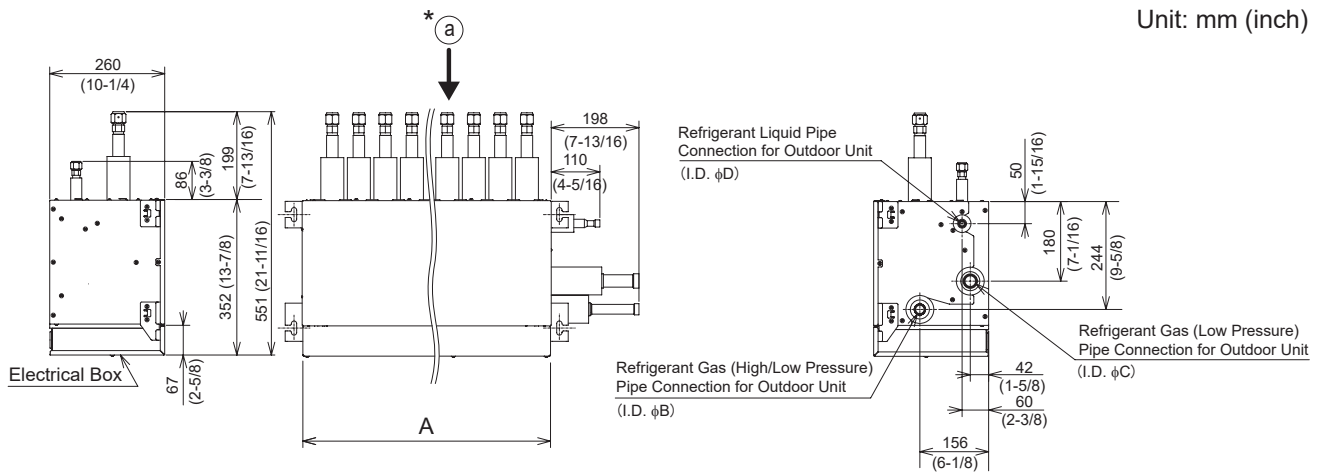 Unit: mm (inch)
*
a
260
(10-1/4)
86
(3-3/8)
199
(7-13/16)
352 (13-7/8)
551 (21-11/16)
67
(2-5/8)
Electrical Box
198
(7-13/16)
110
(4-5/16)
A
Refrigerant Liquid Pipe
Connection for Outdoor Unit
(I.D. ϕD)
50
(1-15/16)
180
(7-1/16)
244
(9-5/8)
Refrigerant Gas (Low Pressure)
Pipe Connection for Outdoor Unit
(I.D. ϕC)
Refrigerant Gas (High/Low Pressure)
Pipe Connection for Outdoor Unit
(I.D. ϕB)
42
(1-5/8)
60
(2-3/8)
156
(6-1/8)